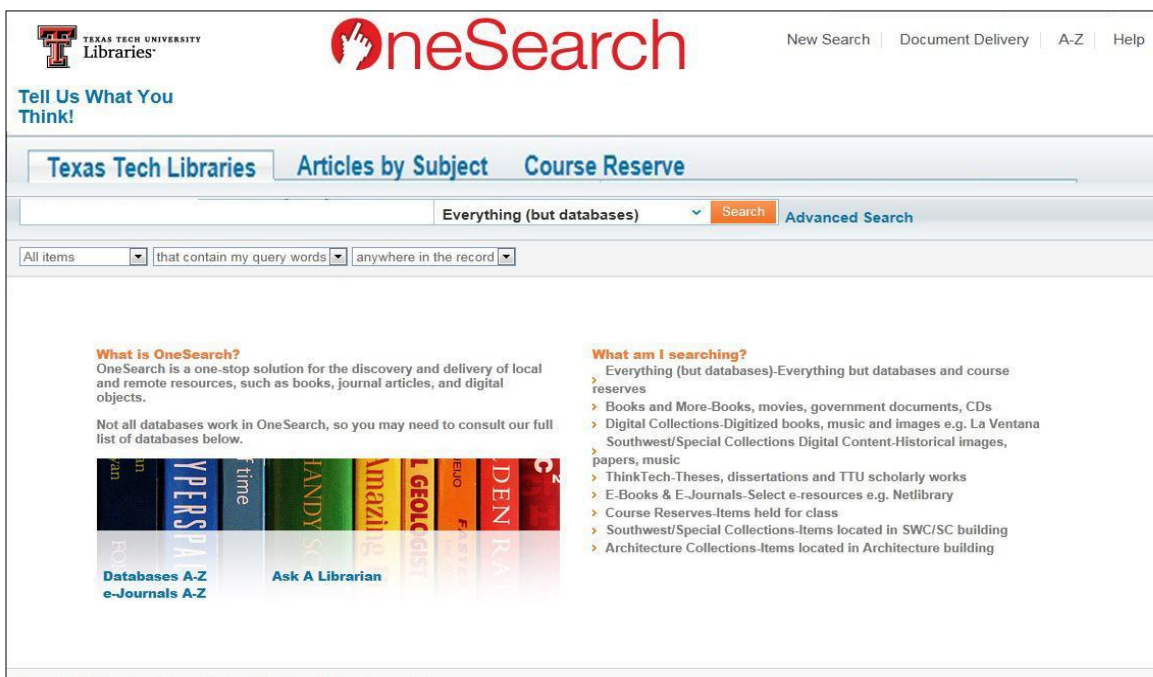 TEXAS TECH UNIVERSITY
Libraries
OneSearch
New Search
Document Delivery
A-Z
Help
Tell Us What You
Think!
Texas Tech Libraries
Articles by Subject
Course Reserve
Everything (but databases)
Search
Advanced Search
All items
that contain my query words
anywhere in the record
What is OneSearch?
OneSearch is a one-stop solution for the discovery and delivery of local
and remote resources, such as books, journal articles, and digital
objects.
Not all databases work in OneSearch, so you may need to consult our full
list of databases below.
of time
HANDY
Amazing
GEOLOGIST
Databases A-Z
Ask A Librarian
e-Journals A-Z
What am I searching?
Everything (but databases)-Everything but databases and course
reserves
Books and More-Books, movies, government documents, CDs
Digital Collections-Digitized books, music and images e.g. La Ventana
Southwest/Special Collections Digital Content-Historical images,
papers, music
ThinkTech-Theses, dissertations and TTU scholarly works
E-Books & E-Journals-Select e-resources e.g. Netlibrary
Course Reserves-Items held for class
Southwest/Special Collections-Items located in SWC/SC building
Architecture Collections-Items located in Architecture building